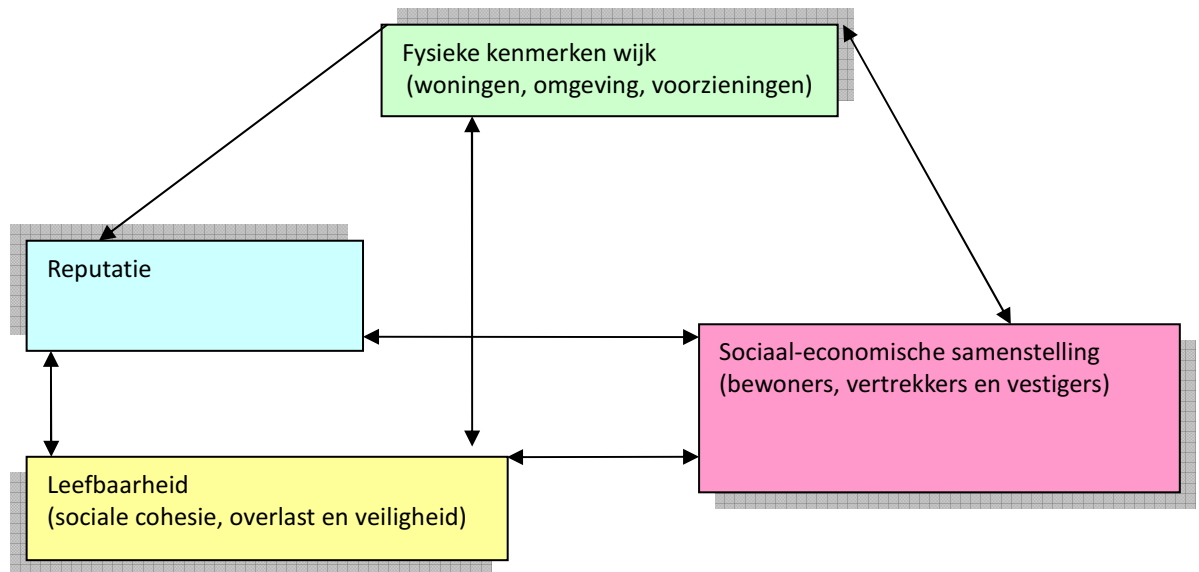 Fysieke kenmerken wijk
(woningen, omgeving, voorzieningen)
Reputatie
Sociaal-economische samenstelling
(bewoners, vertrekkers en vestigers)
Leefbaarheid
(sociale cohesie, overlast en veiligheid)